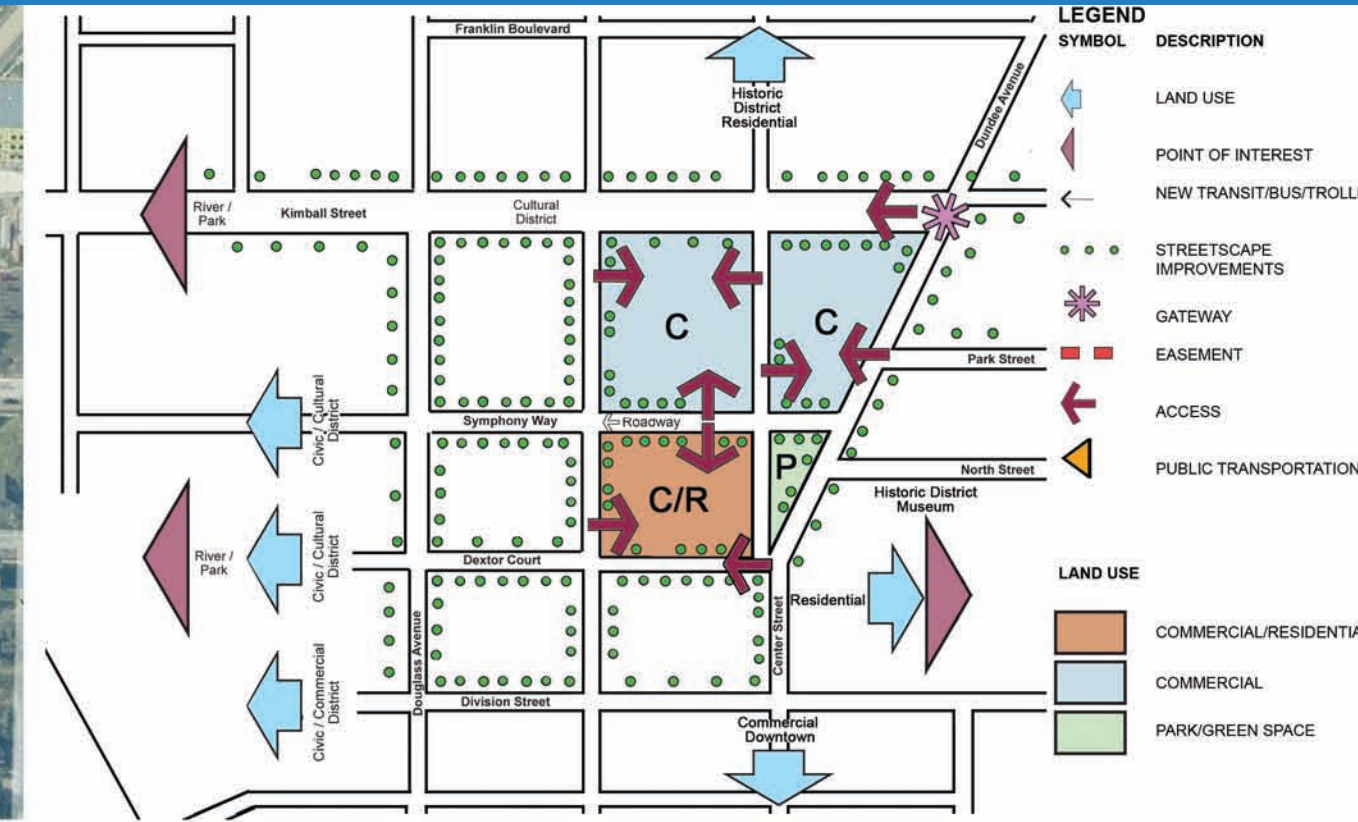 Franklin Boulevard
Historic
District
Residential
Dundee Avenue
River /
Park
Kimball Street
Cultural
District
C
C
Civic / Cultural
District
Symphony Way
Roadway
Park Street
P
C/R
North Street
Historic District
Museum
River /
Park
Civic / Cultural
District
Dextor Court
Residential
Center Street
Douglass Avenue
Civic / Commercial
District
Division Street
Commercial
Downtown
LEGEND
SYMBOL DESCRIPTION
LAND USE
POINT OF INTEREST
NEW TRANSIT/BUS/TROLL
STREETSCAPE
IMPROVEMENTS
GATEWAY
EASEMENT
ACCESS
PUBLIC TRANSPORTATION
LAND USE
COMMERCIAL/RESIDENTIA
COMMERCIAL
PARK/GREEN SPACE